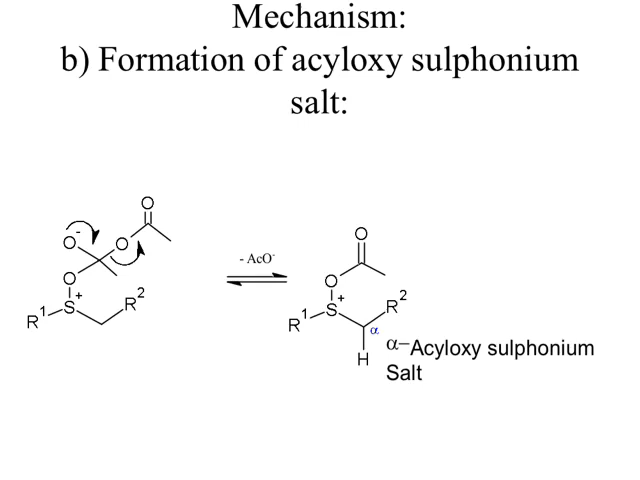 Mechanism:
b) Formation of acyloxy sulphonium
salt:
O
O-
O
O
S+
R1
R2
- AcO-
O
O
S+
R1
R2
α
H
α–Acyloxy sulphonium
Salt